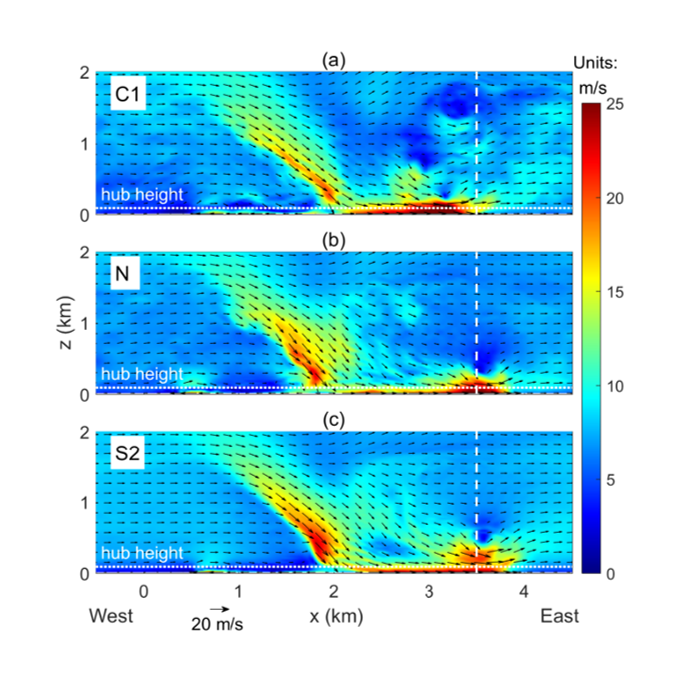 (a)
Units:
m/s
C1
hub height
2
1
0
25
20
15
10
5
0
(b)
N
hub height
2
1
0
z (km)
(c)
S2
hub height
2
1
0
0 1 2 3 4
West x (km) East
20 m/s